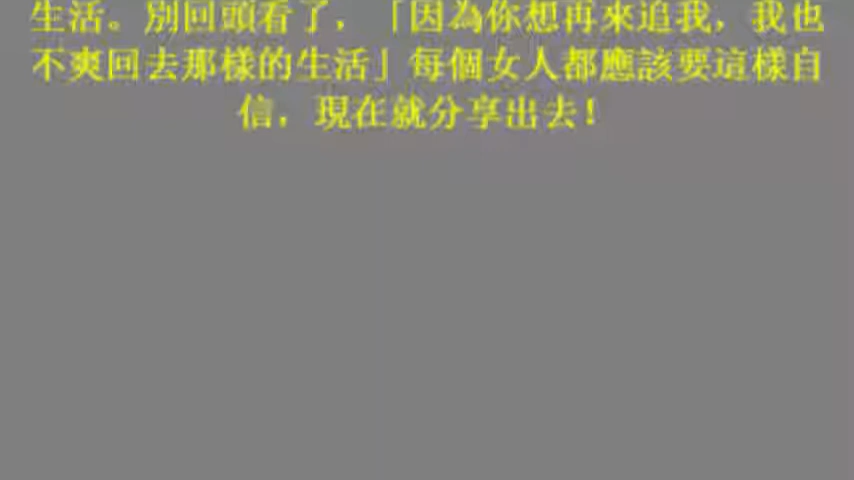 生活。別回頭看了，「因為你想再來追我，我也
不爽回去那樣的生活」每個女人都應該要這樣自
信，現在就分享出去！